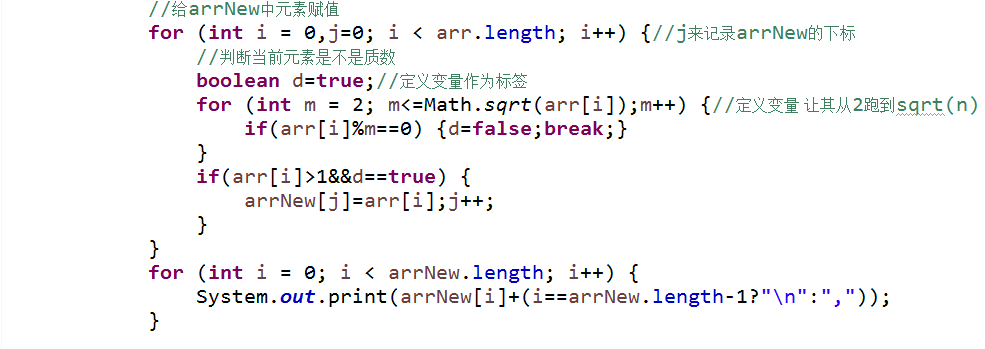 //给arrNew中元素赋值
for (int i = 0,j=0; i < arr.length; i++) {//j来记录arrNew的下标
//判断当前元素是不是质数
boolean d=true;//定义变量作为标签
for (int m = 2; m<=Math.sqrt(arr[i]);m++) {//定义变量 让其从2跑到sqrt(n)
if(arr[i]%m==0) {d=false;break;}
}
if(arr[i]>1&&d==true) {
arrNew[j]=arr[i];j++;
}
}
for (int i = 0; i < arrNew.length; i++) {
System.out.print(arrNew[i]+(i==arrNew.length-1?"\n":","));
}